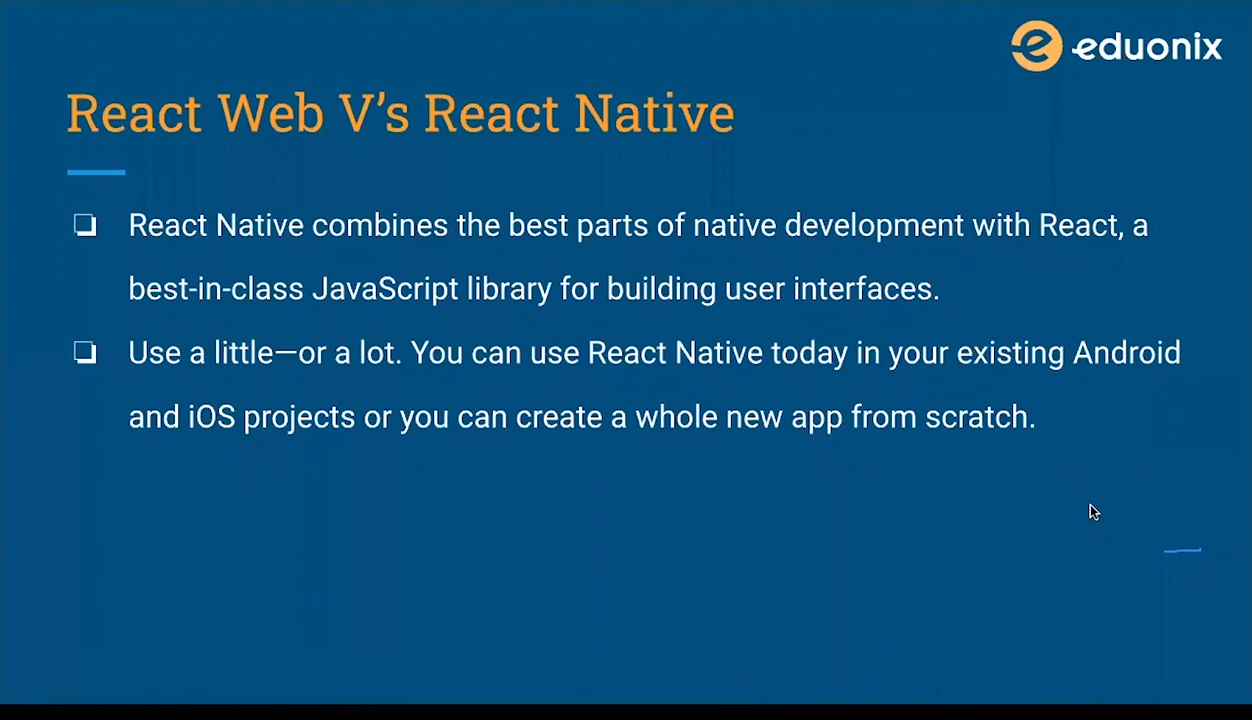 eduonix
React Web V's React Native
React Native combines the best parts of native development with React, a
best-in-class JavaScript library for building user interfaces.
Use a little—or a lot. You can use React Native today in your existing Android
and iOS projects or you can create a whole new app from scratch.